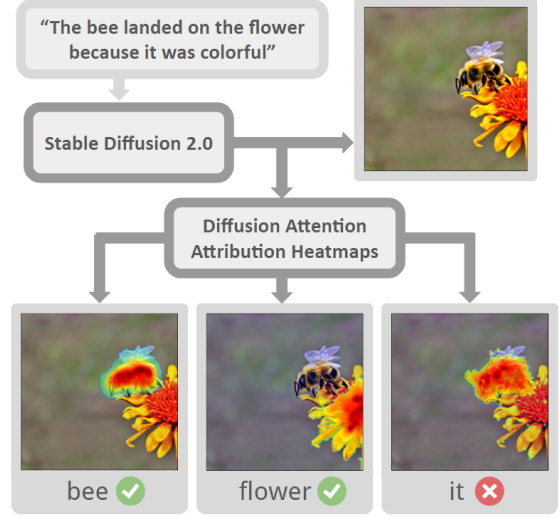 “The bee landed on the flower
because it was colorful”
Stable Diffusion 2.0
Diffusion Attention
Attribution Heatmaps
bee
flower
it